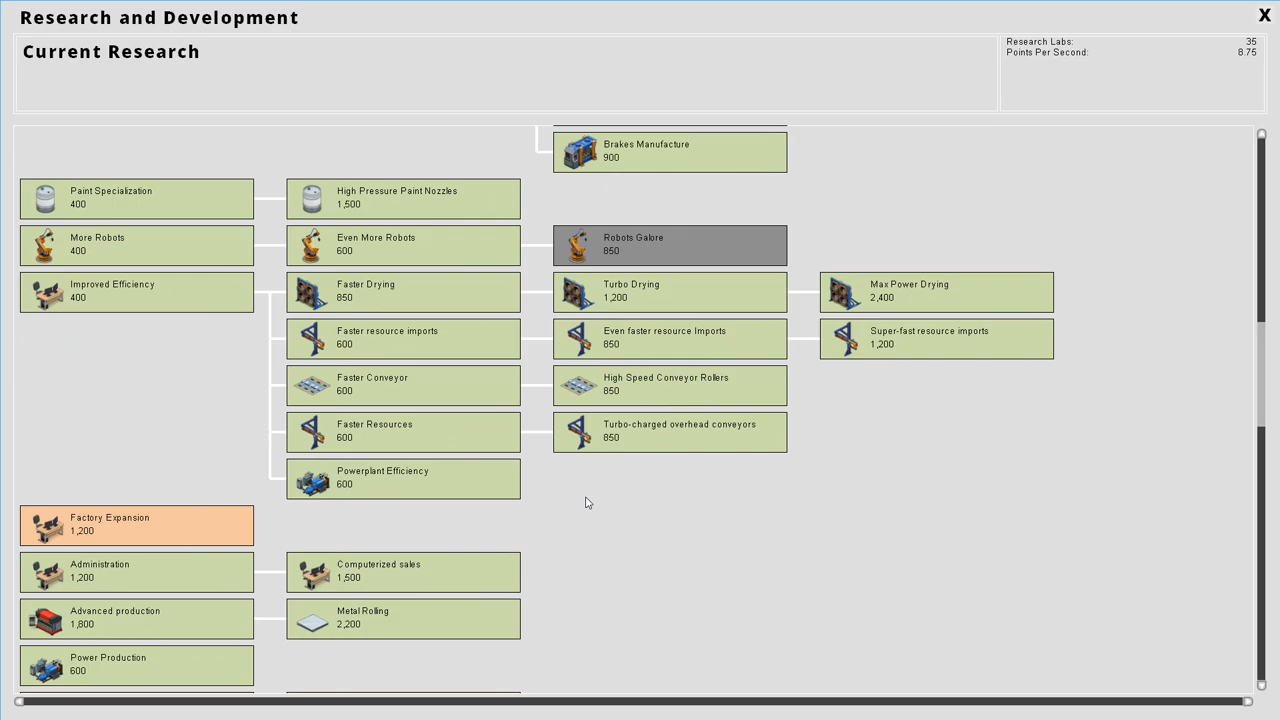 Research and Development
X
Current Research
Research Labs: 35
Points Per Second: 8.75
Brakes Manufacture
900
Paint Specialization
400
High Pressure Paint Nozzles
1,500
More Robots
400
Even More Robots
600
Robots Galore
850
Improved Efficiency
400
Faster Drying
850
Turbo Drying
1,200
Max Power Drying
2,400
Faster resource imports
600
Even faster resource Imports
850
Super-fast resource imports
1,200
Faster Conveyor
600
High Speed Conveyor Rollers
850
Faster Resources
600
Turbo-charged overhead conveyors
850
Powerplant Efficiency
600
Factory Expansion
1,200
Administration
1,200
Computerized sales
1,500
Advanced production
1,800
Metal Rolling
2,200
Power Production
600